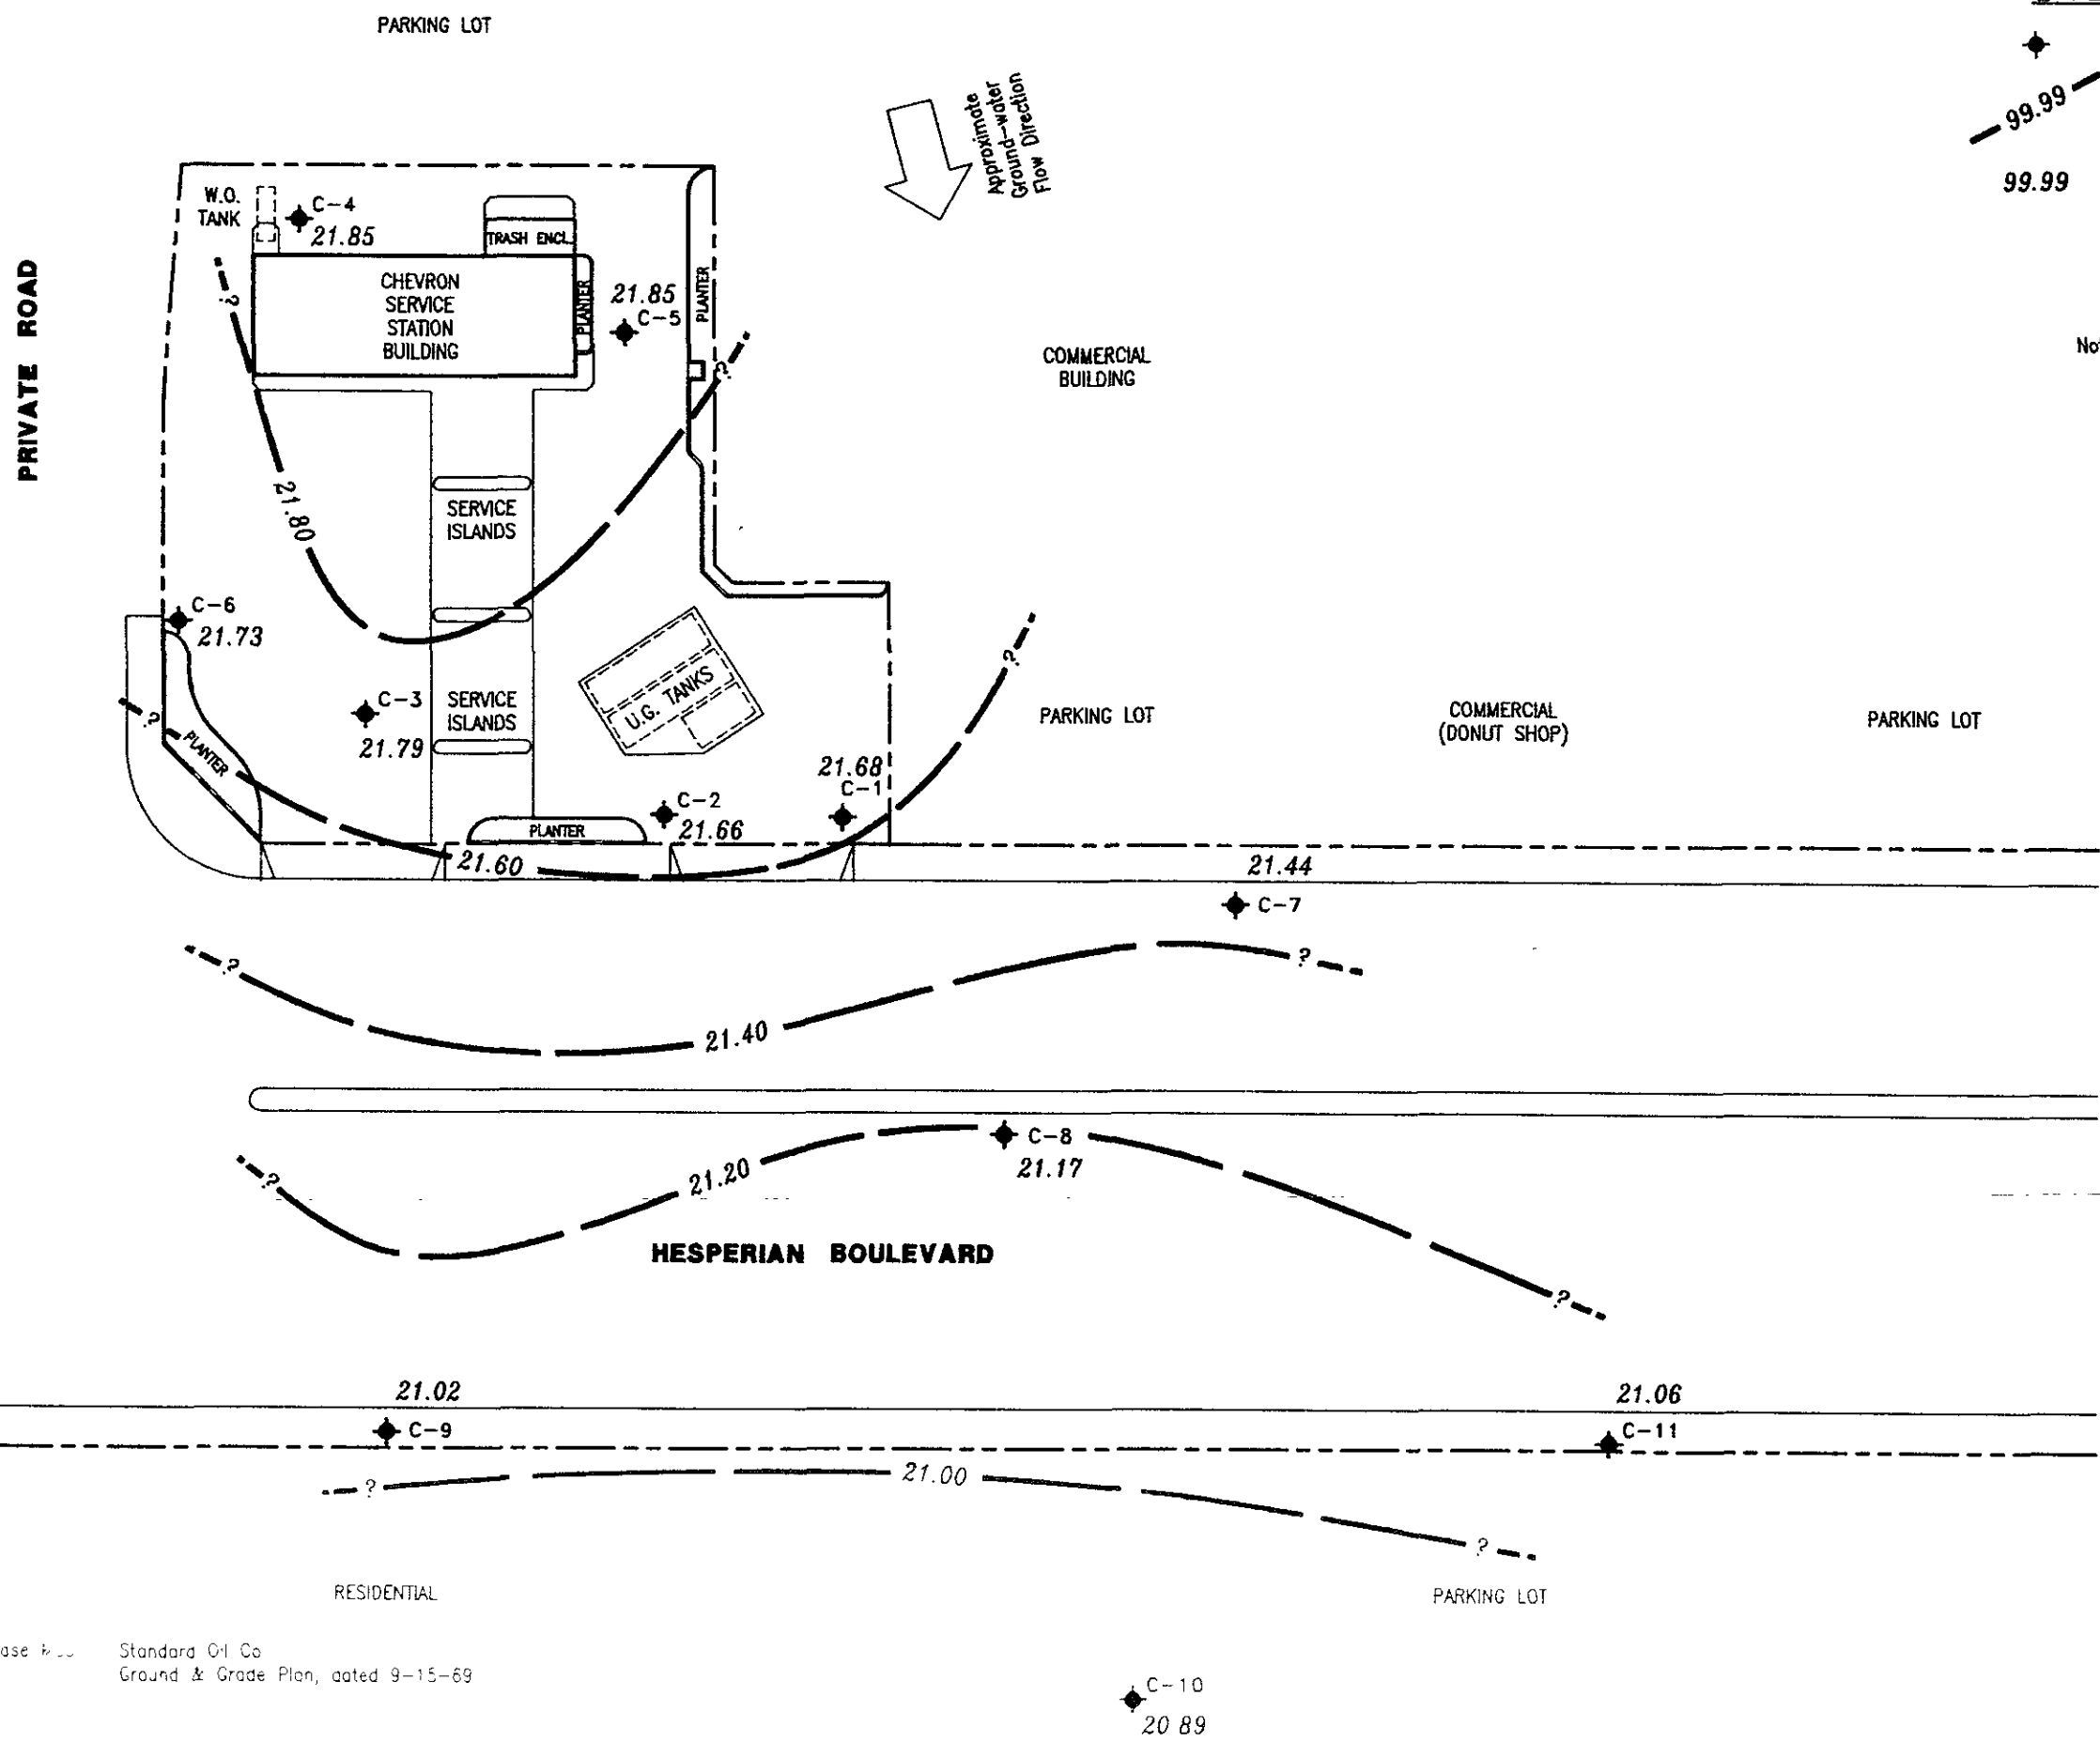 PARKING LOT
Approximate
Ground-water
Flow Direction
99.99
99.99
W.O.
TANK
C-4
21.85
TRASH ENCL.
CHEVRON
SERVICE
STATION
BUILDING
PLANTER
21.85
C-5
PLANTER
PRIVATE ROAD
?
?
COMMERCIAL
BUILDING
21.80
SERVICE
ISLANDS
C-6
21.73
C-3
21.79
SERVICE
ISLANDS
U.G. TANKS
?
PARKING LOT
COMMERCIAL
(DONUT SHOP)
PARKING LOT
?
PLANTER
21.68
C-1
C-2
21.66
PLANTER
21.60
21.44
C-7
?
?
21.40
C-8
21.17
?
21.20
HESPERIAN BOULEVARD
?
21.02
C-9
21.06
C-11
?
21.00
?
RESIDENTIAL
PARKING LOT
Standard Oil Co
Ground & Grade Plan, dated 9-15-69
C-10
20 89